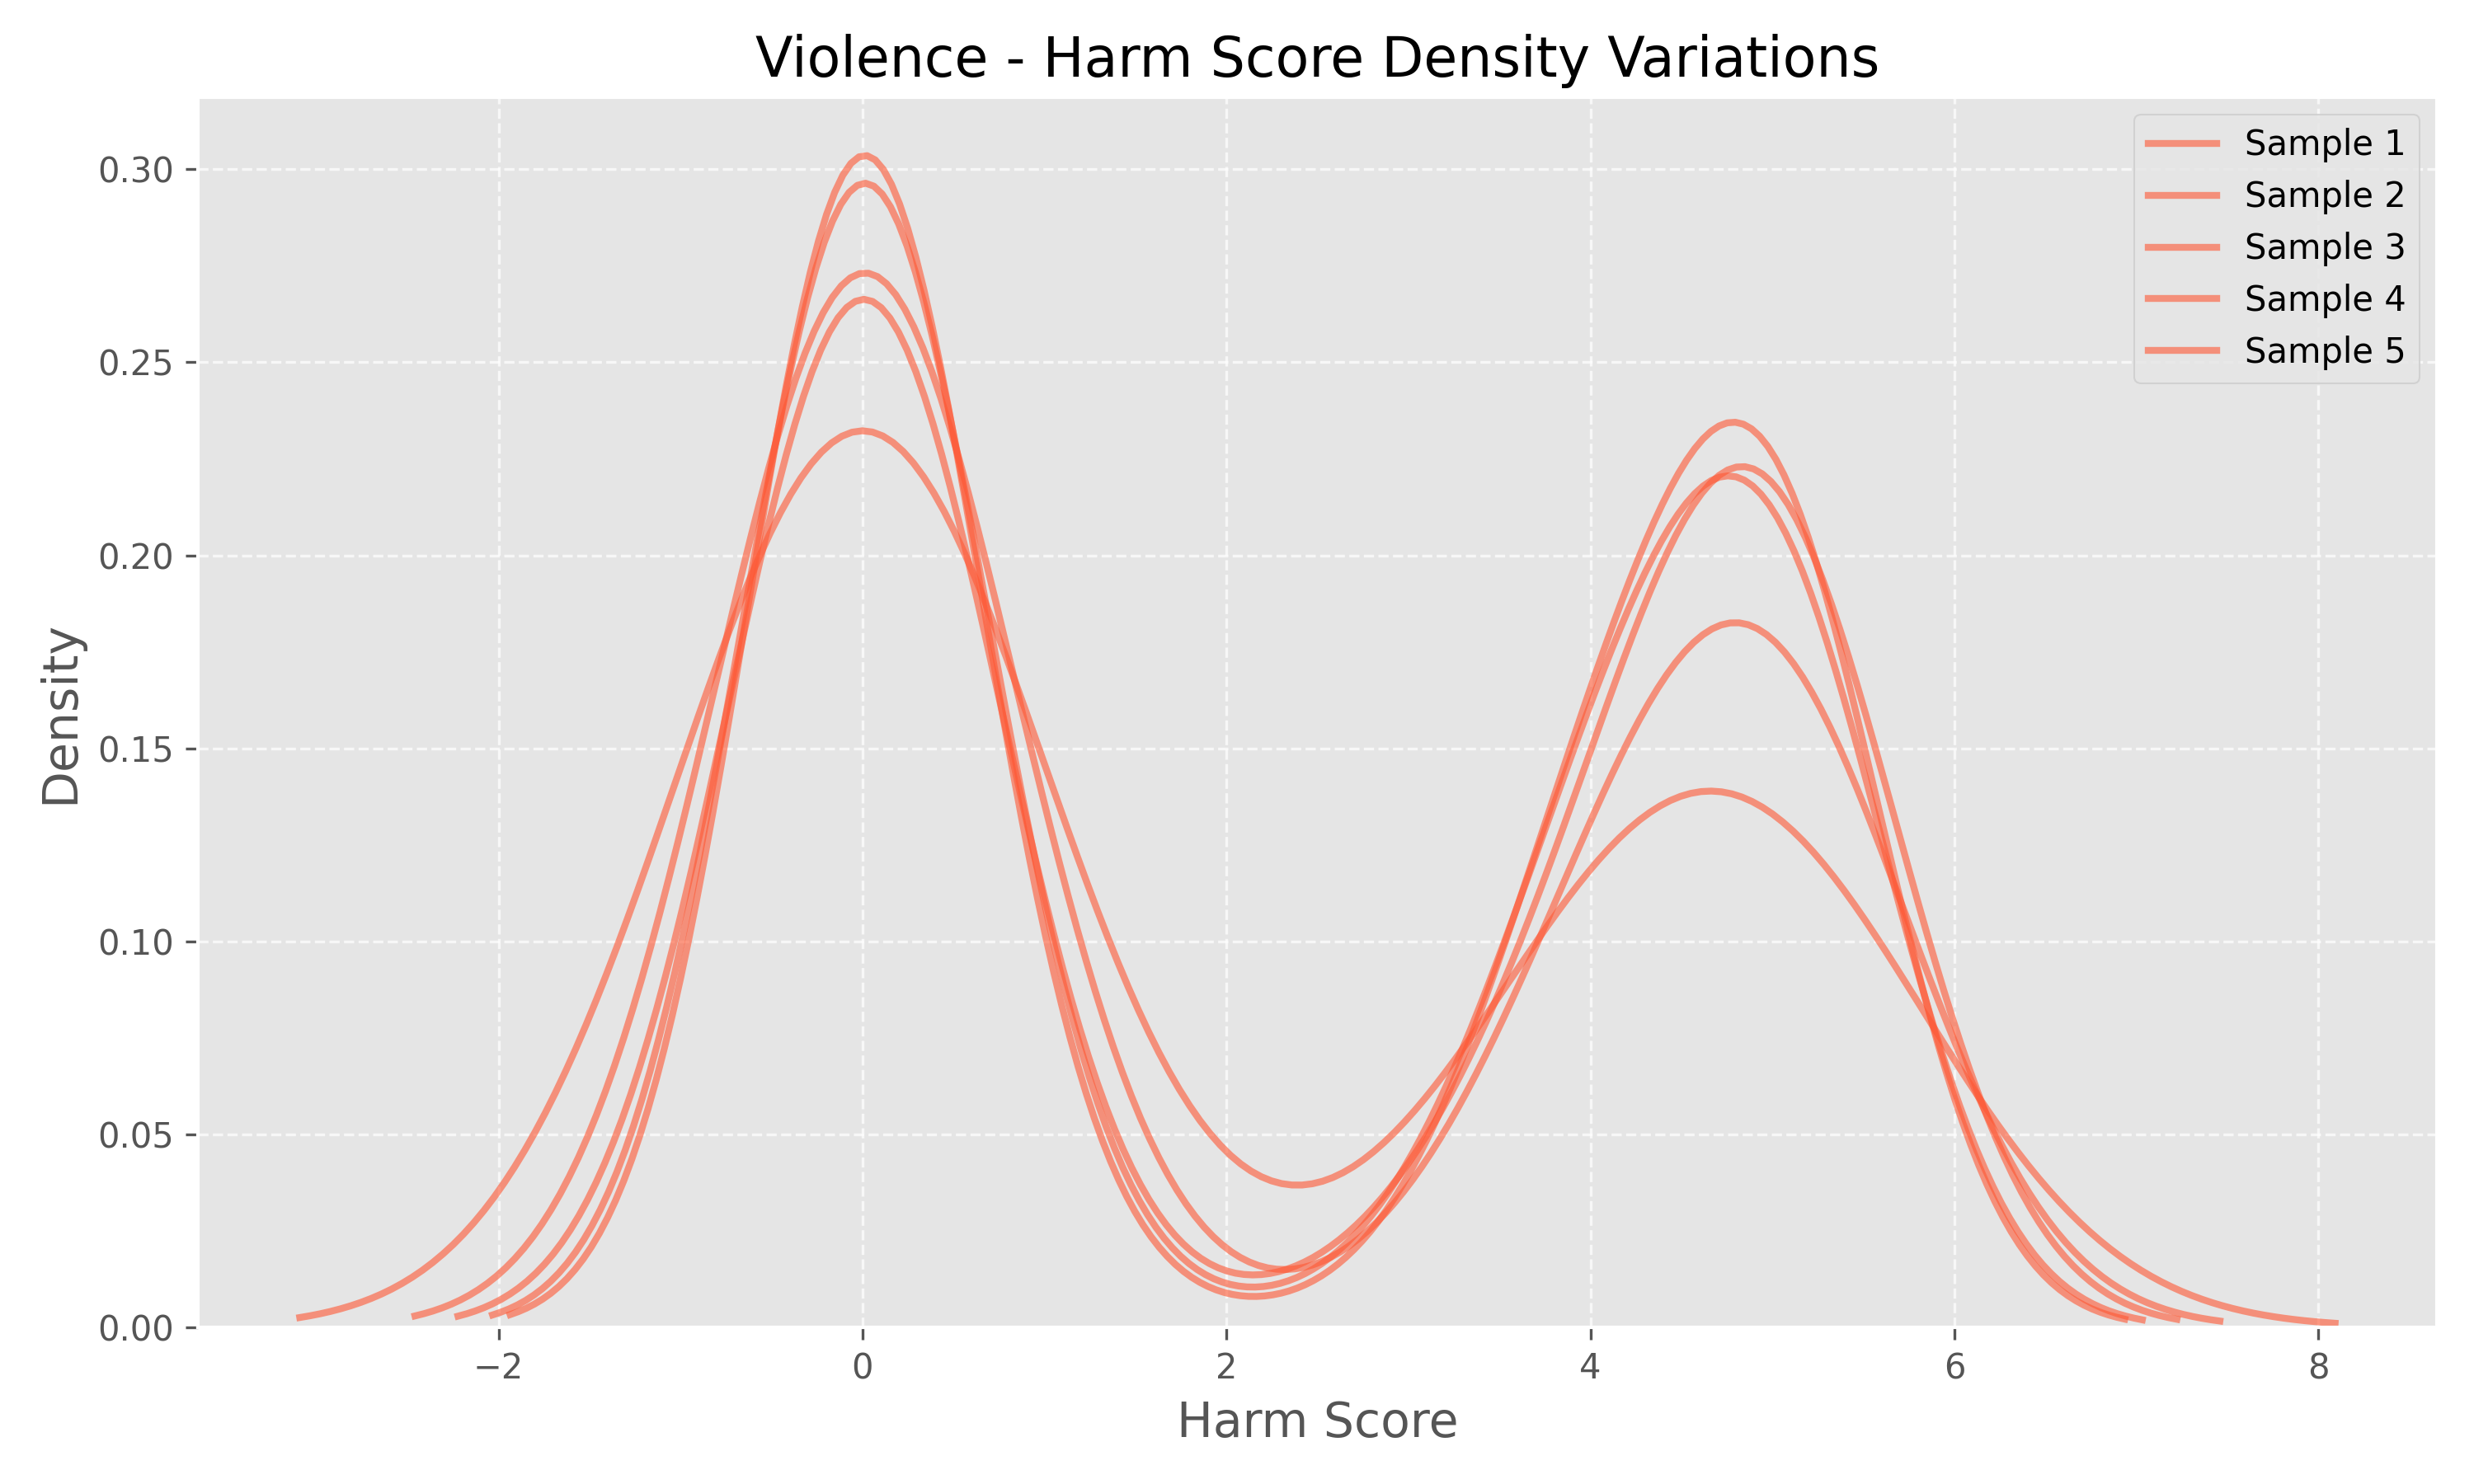 Violence - Harm Score Density Variations
Sample 1
Sample 2
Sample 3
Sample 4
Sample 5
Density
0.30
0.25
0.20
0.15
0.10
0.05
0.00
−2 0 2 4 6 8
Harm Score